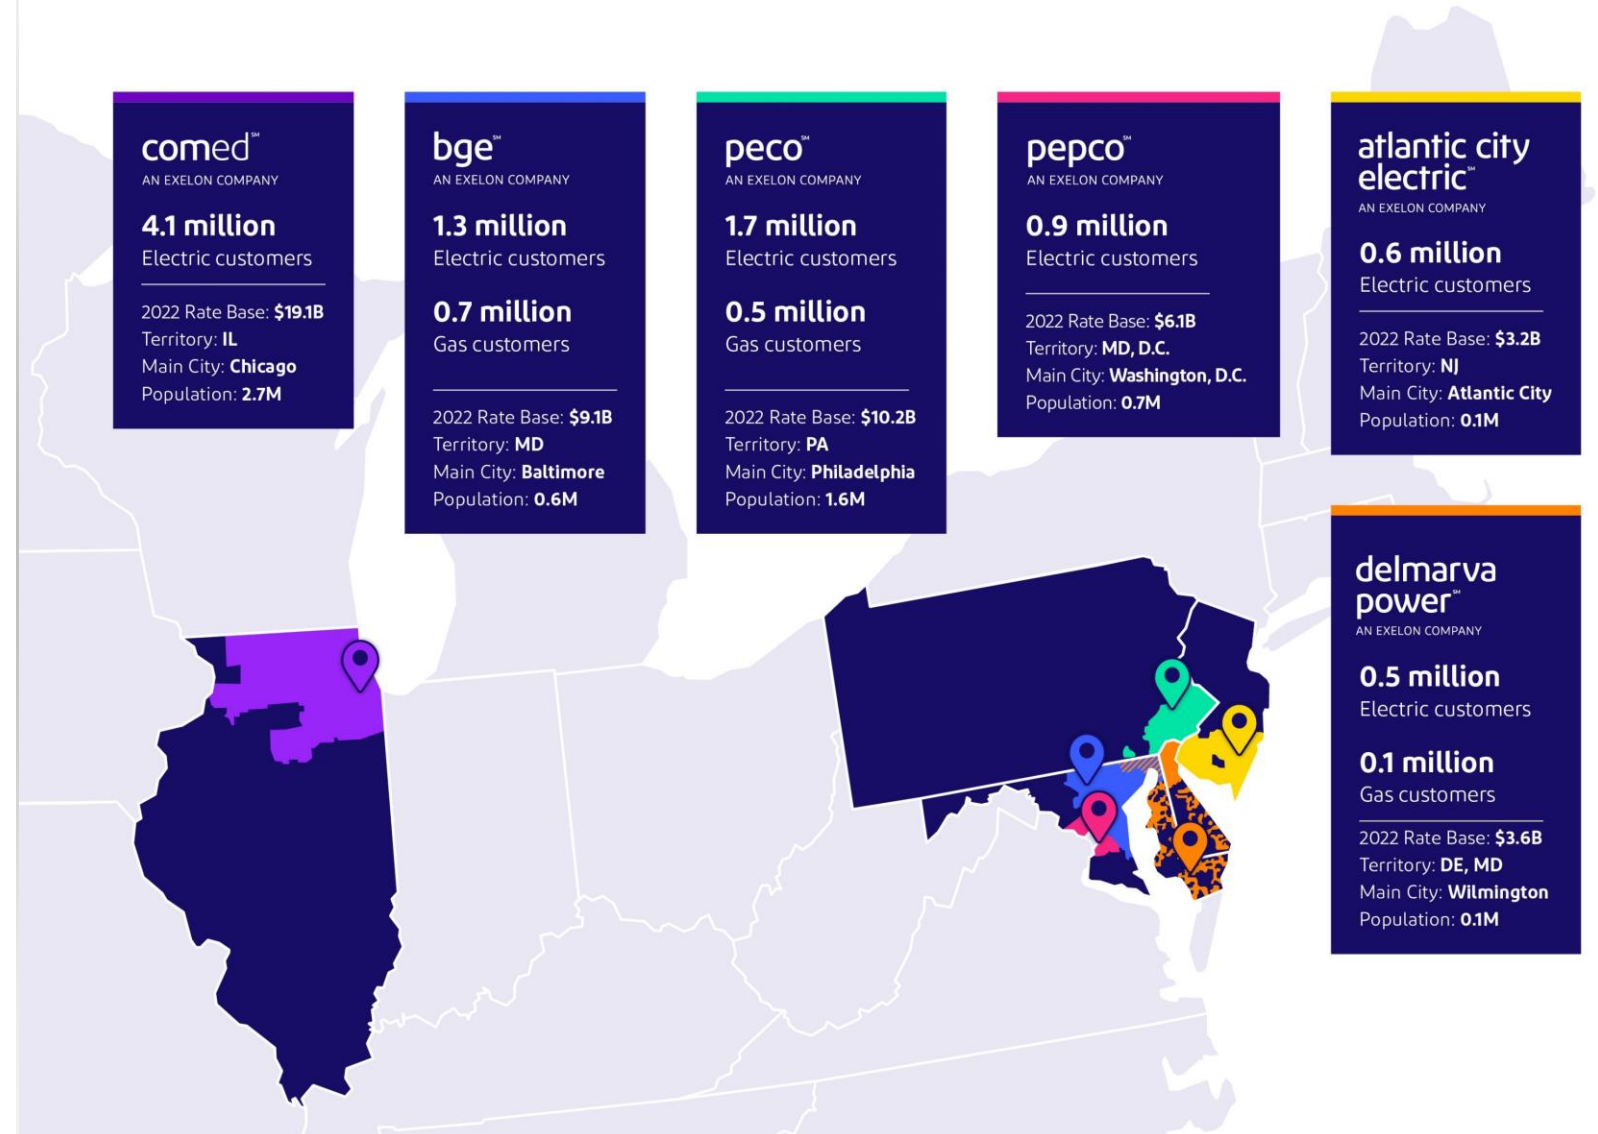 comed℠
AN EXELON COMPANY
4.1 million
Electric customers
2022 Rate Base: $19.1B
Territory: IL
Main City: Chicago
Population: 2.7M
bge℠
AN EXELON COMPANY
1.3 million
Electric customers
0.7 million
Gas customers
2022 Rate Base: $9.1B
Territory: MD
Main City: Baltimore
Population: 0.6M
peco℠
AN EXELON COMPANY
1.7 million
Electric customers
0.5 million
Gas customers
2022 Rate Base: $10.2B
Territory: PA
Main City: Philadelphia
Population: 1.6M
pepco℠
AN EXELON COMPANY
0.9 million
Electric customers
2022 Rate Base: $6.1B
Territory: MD, D.C.
Main City: Washington, D.C.
Population: 0.7M
atlantic city
electric℠
AN EXELON COMPANY
0.6 million
Electric customers
2022 Rate Base: $3.2B
Territory: NJ
Main City: Atlantic City
Population: 0.1M
delmarva
power℠
AN EXELON COMPANY
0.5 million
Electric customers
0.1 million
Gas customers
2022 Rate Base: $3.6B
Territory: DE, MD
Main City: Wilmington
Population: 0.1M